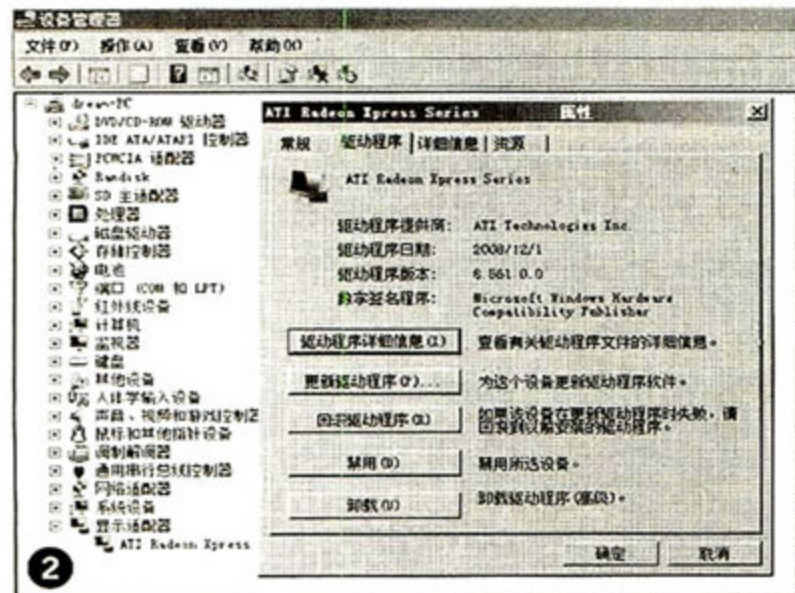 设备管理器
文件(F) 操作(A) 查看(V) 帮助(H)
dream-PC
DVD/CD-ROM 驱动器
IDE ATA/ATAPI 控制器
PCMCIA 适配器
Ramdisk
SD 主适配器
处理器
磁盘驱动器
存储控制器
电池
端口 (COM 和 LPT)
红外线设备
计算机
监视器
键盘
其他设备
人体学输入设备
声音、视频和游戏控制器
鼠标和其他指针设备
调制解调器
通用串行总线控制器
网络适配器
系统设备
显示适配器
ATI Radeon Xpress
ATI Radeon Xpress Series 属性
常规 驱动程序 详细信息 资源
ATI Radeon Xpress Series
驱动程序提供商: ATI Technologies Inc.
驱动程序日期: 2008/12/1
驱动程序版本: 8.561.0.0
数字签名程序: Microsoft Windows Hardware
Compatibility Publisher
驱动程序详细信息(I) 查看有关驱动程序文件的详细信息。
更新驱动程序(P)... 为这个设备更新驱动程序软件。
回滚驱动程序(R) 如果该设备在更新驱动程序时失败，请
回滚到以前安装的驱动程序。
禁用(D) 禁用所选设备。
卸载(U) 卸载驱动程序(高级)。
确定 取消
2